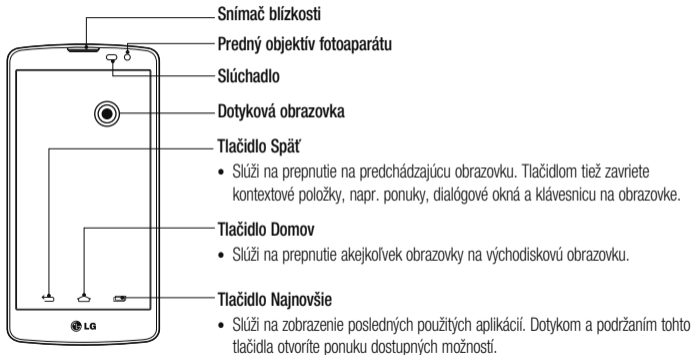 Snímač blízkosti
Predný objektív fotoaparátu
Slúchadlo
Dotyková obrazovka
Tlačidlo Späť
• Slúži na prepnutie na predchádzajúcu obrazovku. Tlačidlom tiež zavriete
kontextové položky, napr. ponuky, dialógové okná a klávesnicu na obrazovke.
Tlačidlo Domov
• Slúži na prepnutie akejkoľvek obrazovky na východiskovú obrazovku.
Tlačidlo Najnovšie
• Slúži na zobrazenie posledných použitých aplikácií. Dotykom a podržaním tohto
tlačidla otvoríte ponuku dostupných možností.
LG